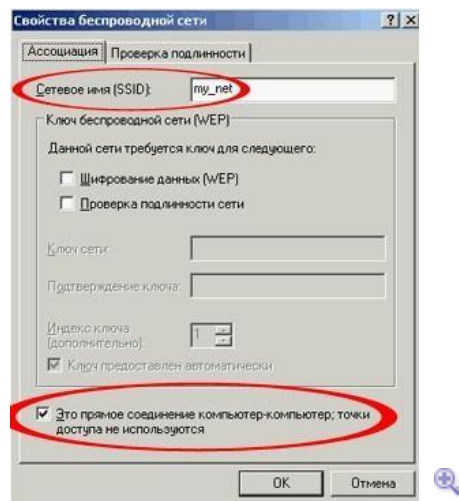 Свойства беспроводной сети
Ассоциация Проверка подлинности
Сетевое имя (SSID): my_net
Ключ беспроводной сети (WEP)
Данной сети требуется ключ для следующего:
Шифрование данных (WEP)
Проверка подлинности сети
Ключ сети:
Подтверждение ключа:
Индекс ключа
(дополнительно): 1
Ключ предоставлен автоматически
Это прямое соединение компьютер-компьютер; точки
доступа не используются
OK Отмена